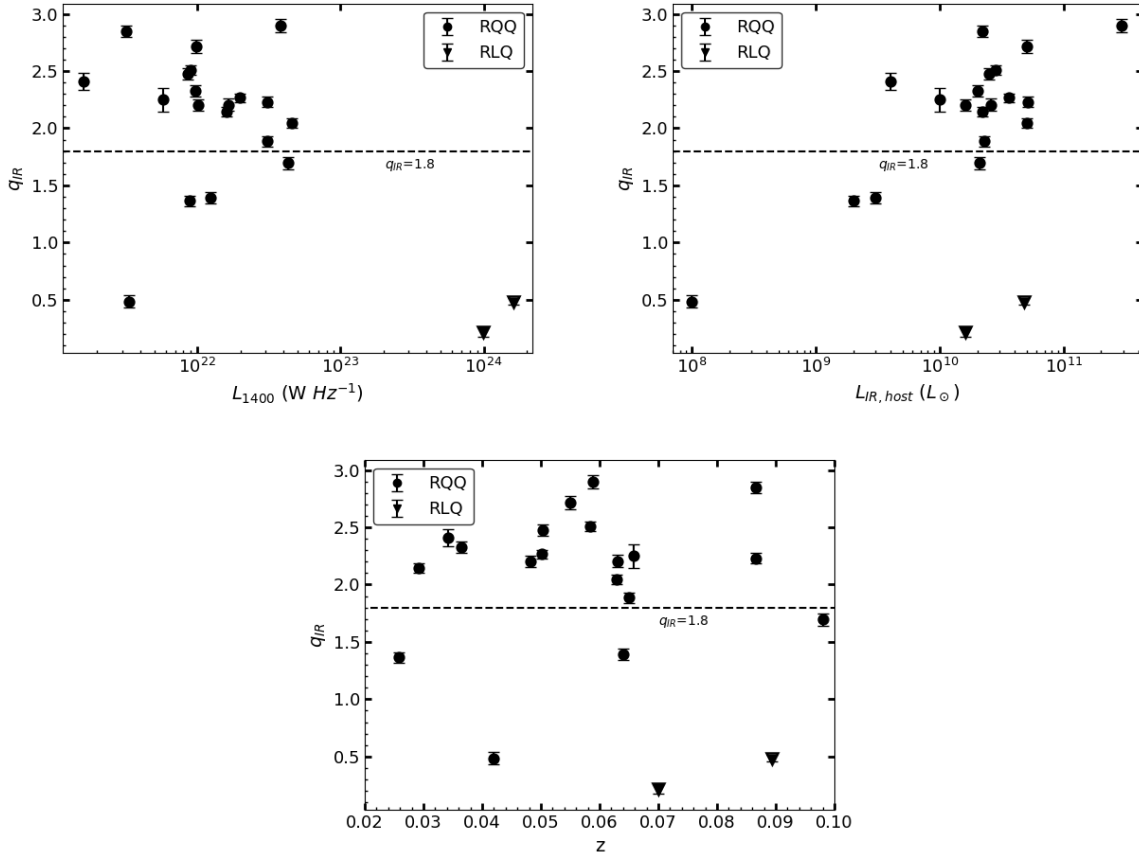 3.0
2.5
2.0
1.5
1.0
0.5
q_IR
RQQ
RLQ
q_IR=1.8
10^22 10^23 10^24
L_1400 (W Hz^−1)
3.0
2.5
2.0
1.5
1.0
0.5
q_IR
RQQ
RLQ
q_IR=1.8
10^8 10^9 10^10 10^11
L_IR, host (L_⊙)
3.0
2.5
2.0
1.5
1.0
0.5
q_IR
RQQ
RLQ
q_IR=1.8
0.02 0.03 0.04 0.05 0.06 0.07 0.08 0.09 0.10
z